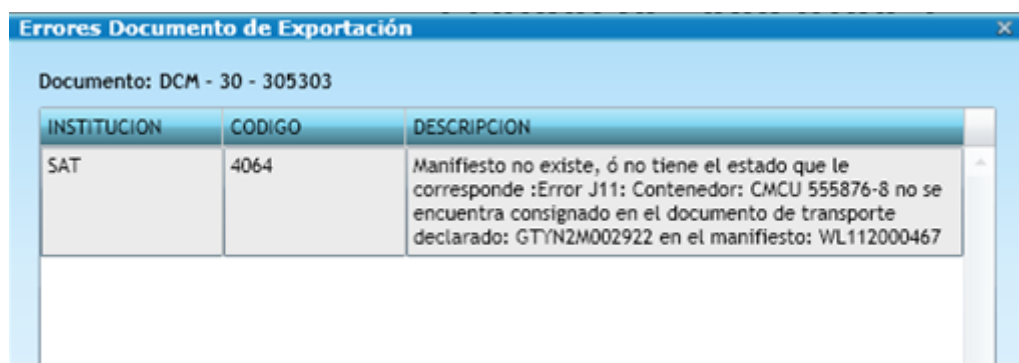 Errores Documento de Exportación
Documento: DCM - 30 - 305303
INSTITUCION CODIGO DESCRIPCION
SAT 4064 Manifiesto no existe, ó no tiene el estado que le
corresponde :Error J11: Contenedor: CMCU 555876-8 no se
encuentra consignado en el documento de transporte
declarado: GTYN2M002922 en el manifiesto: WL112000467